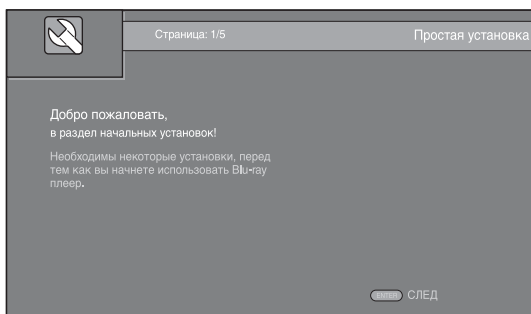 Страница: 1/5
Простая установка
Добро пожаловать,
в раздел начальных установок!
Необходимы некоторые установки, перед
тем как вы начнете использовать Blu-ray
плеер.
ENTER СЛЕД